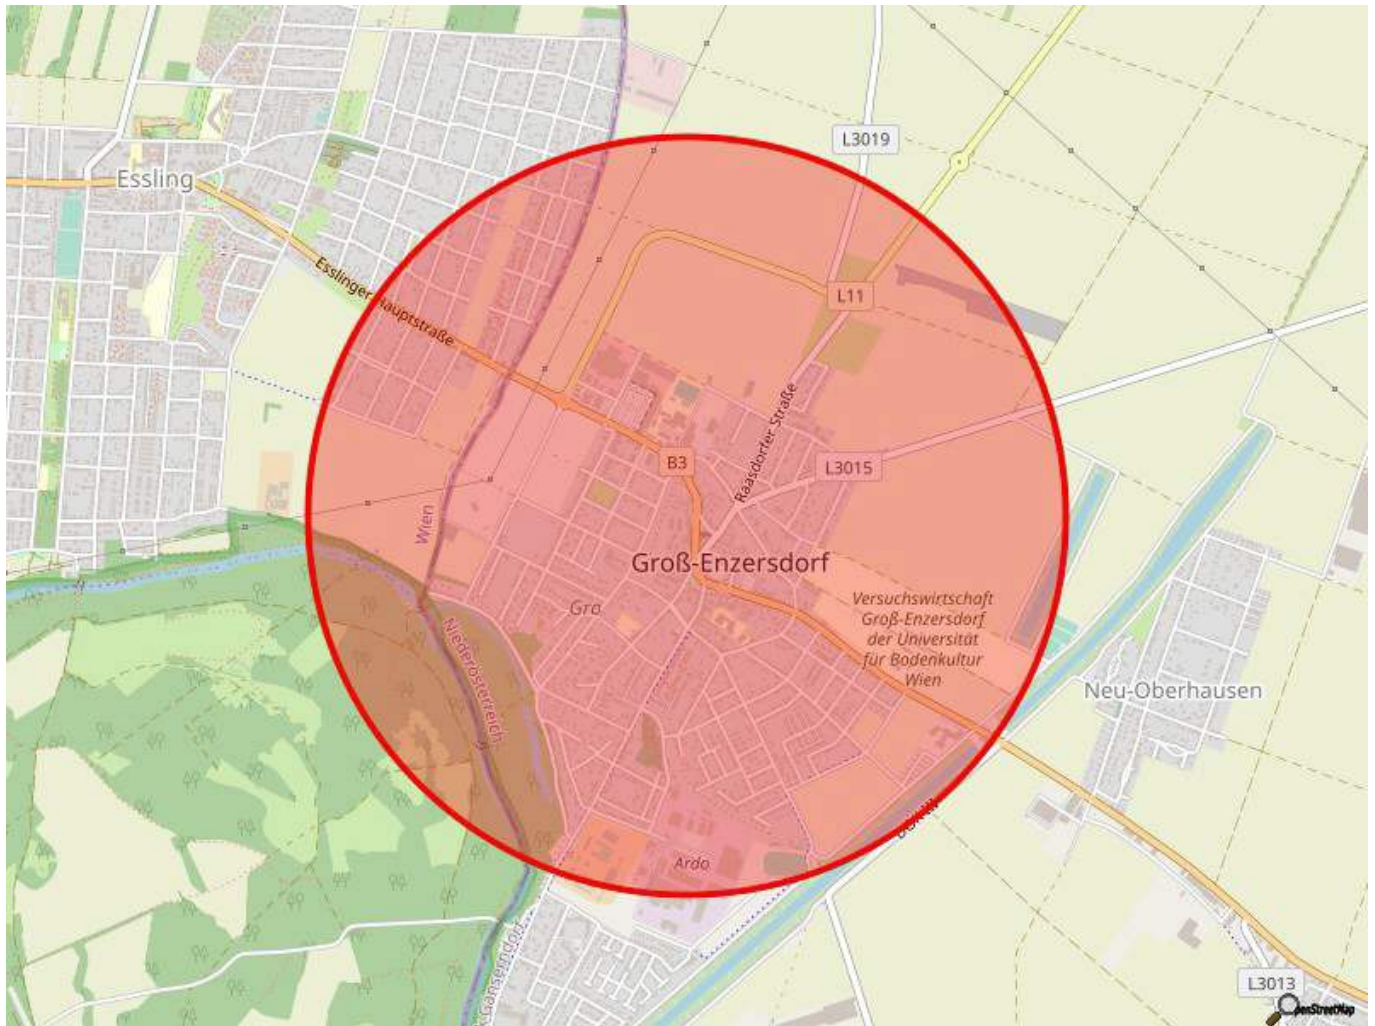 L3019
Essling
Esslinger Hauptstraße
L11
Raasdorfer Straße
B3
L3015
Wien
Groß-Enzersdorf
Versuchswirtschaft
Groß-Enzersdorf
der Universität
für Bodenkultur
Wien
Gro
Niederösterreich
Neu-Oberhausen
Ardo
Gänserndorf
L3013
OpenStreetMap